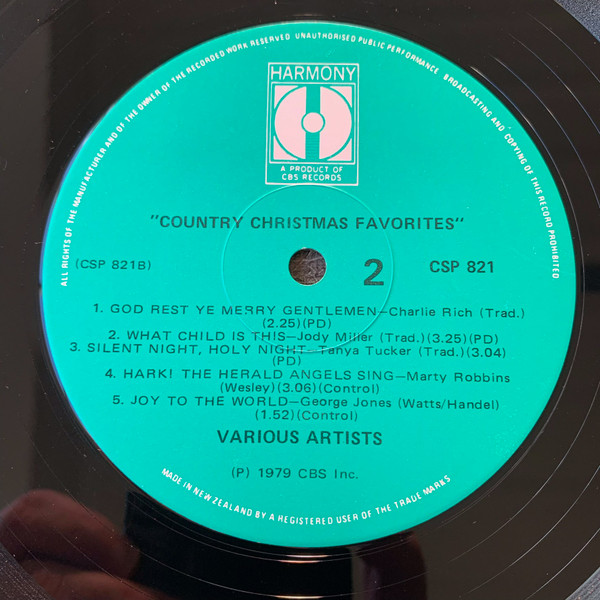 ALL RIGHTS OF THE MANUFACTURER AND OF THE OWNER OF THE RECORDED WORK RESERVED UNAUTHORISED PUBLIC PERFORMANCE BROADCASTING AND COPYING OF THIS RECORD PROHIBITED
HARMONY
A PRODUCT OF
CBS RECORDS
"COUNTRY CHRISTMAS FAVORITES"
(CSP 821B) 2 CSP 821
1. GOD REST YE MERRY GENTLEMEN—Charlie Rich (Trad.)
(2.25)(PD)
2. WHAT CHILD IS THIS—Jody Miller (Trad.)(3.25)(PD)
3. SILENT NIGHT, HOLY NIGHT—Tanya Tucker (Trad.)(3.04)
(PD)
4. HARK! THE HERALD ANGELS SING—Marty Robbins
(Wesley)(3.06)(Control)
5. JOY TO THE WORLD—George Jones (Watts/Handel)
(1.52)(Control)
VARIOUS ARTISTS
(P) 1979 CBS Inc.
MADE IN NEW ZEALAND BY A REGISTERED USER OF THE TRADE MARKS